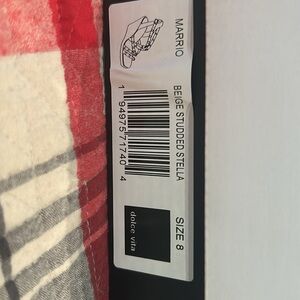 MARRIO
BEIGE STUDDED STELLA
SIZE 8
1 94975 71740 4
dolce vita